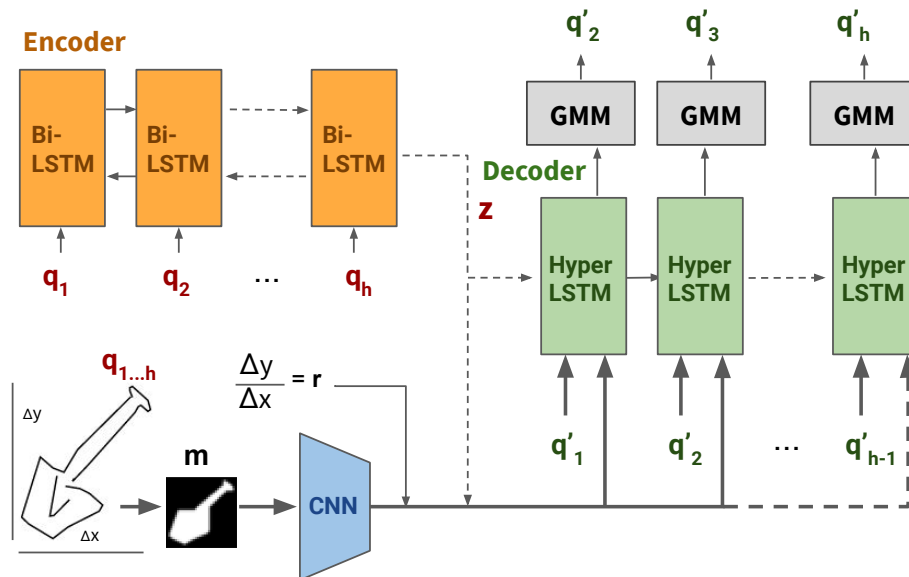 Encoder
Bi-
LSTM
Bi-
LSTM
Bi-
LSTM
q1
q2
...
qh
q'2
q'3
q'h
GMM
GMM
GMM
Decoder
z
Hyper
LSTM
Hyper
LSTM
Hyper
LSTM
q'1
q'2
...
q'h-1
q1...h
Δy
Δx
m
Δy
Δx
= r
CNN